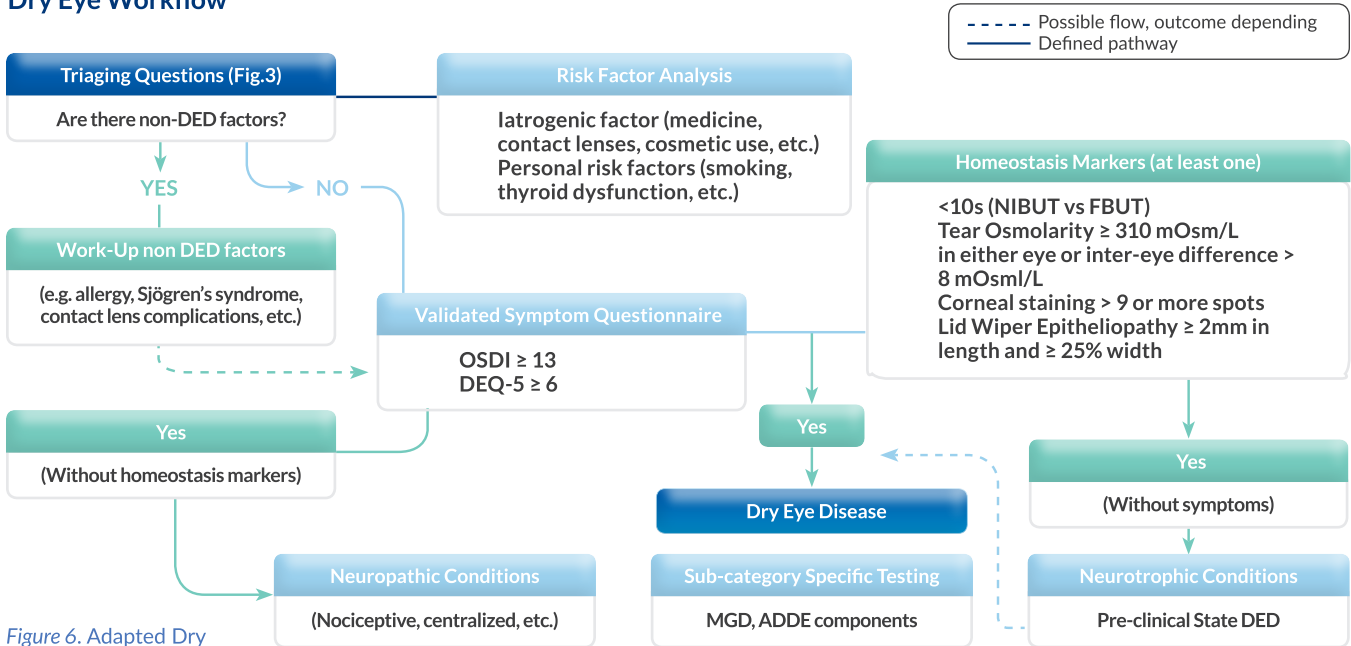 Dry Eye Workflow
Possible flow, outcome depending
Defined pathway
Triaging Questions (Fig.3)
Are there non-DED factors?
Risk Factor Analysis
Iatrogenic factor (medicine,
contact lenses, cosmetic use, etc.)
Personal risk factors (smoking,
thyroid dysfunction, etc.)
YES
NO
Homeostasis Markers (at least one)
<10s (NIBUT vs FBUT)
Tear Osmolarity ≥ 310 mOsm/L
in either eye or inter-eye difference >
8 mOsml/L
Corneal staining > 9 or more spots
Lid Wiper Epitheliopathy ≥ 2mm in
length and ≥ 25% width
Work-Up non DED factors
(e.g. allergy, Sjögren’s syndrome,
contact lens complications, etc.)
Validated Symptom Questionnaire
OSDI ≥ 13
DEQ-5 ≥ 6
Yes
(Without homeostasis markers)
Yes
Dry Eye Disease
Yes
(Without symptoms)
Neuropathic Conditions
(Nociceptive, centralized, etc.)
Sub-category Specific Testing
MGD, ADDE components
Neurotrophic Conditions
Pre-clinical State DED
Figure 6. Adapted Dry